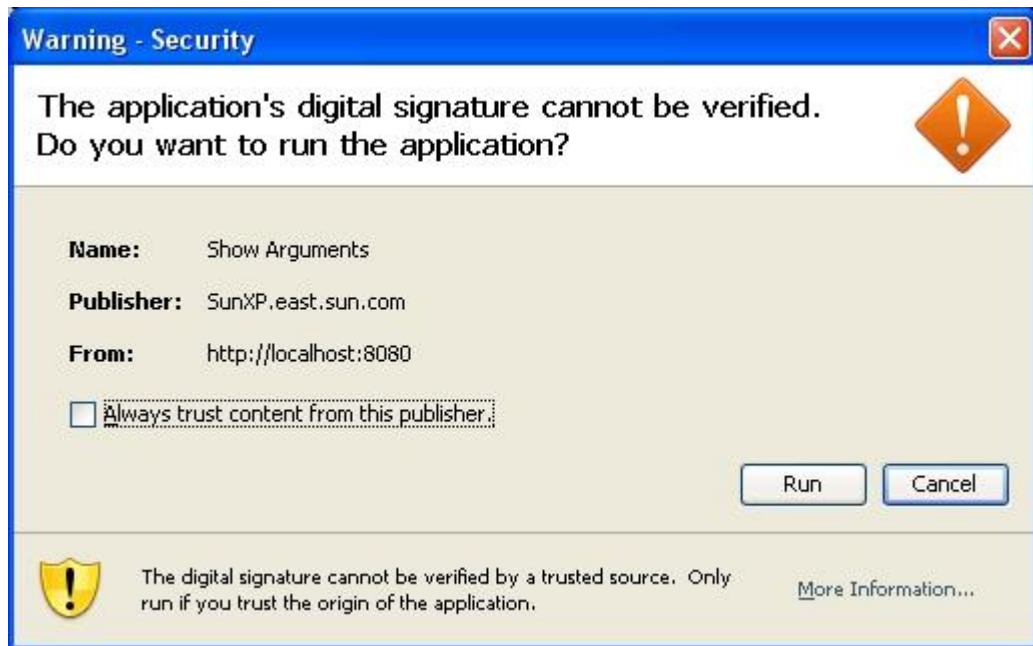 Warning - Security
The application's digital signature cannot be verified.
Do you want to run the application?
Name: Show Arguments
Publisher: SunXP.east.sun.com
From: http://localhost:8080
Always trust content from this publisher.
Run Cancel
The digital signature cannot be verified by a trusted source. Only
run if you trust the origin of the application.
More Information...